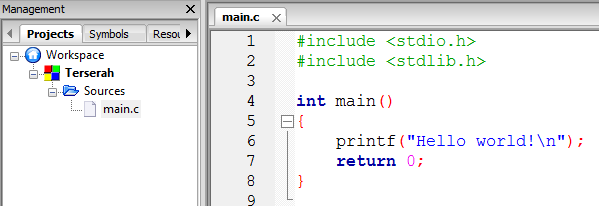 Management
Projects Symbols Resou
Workspace
Terserah
Sources
main.c
main.c
1 #include <stdio.h>
2 #include <stdlib.h>
3
4 int main()
5 {
6 printf("Hello world!\n");
7 return 0;
8 }
9